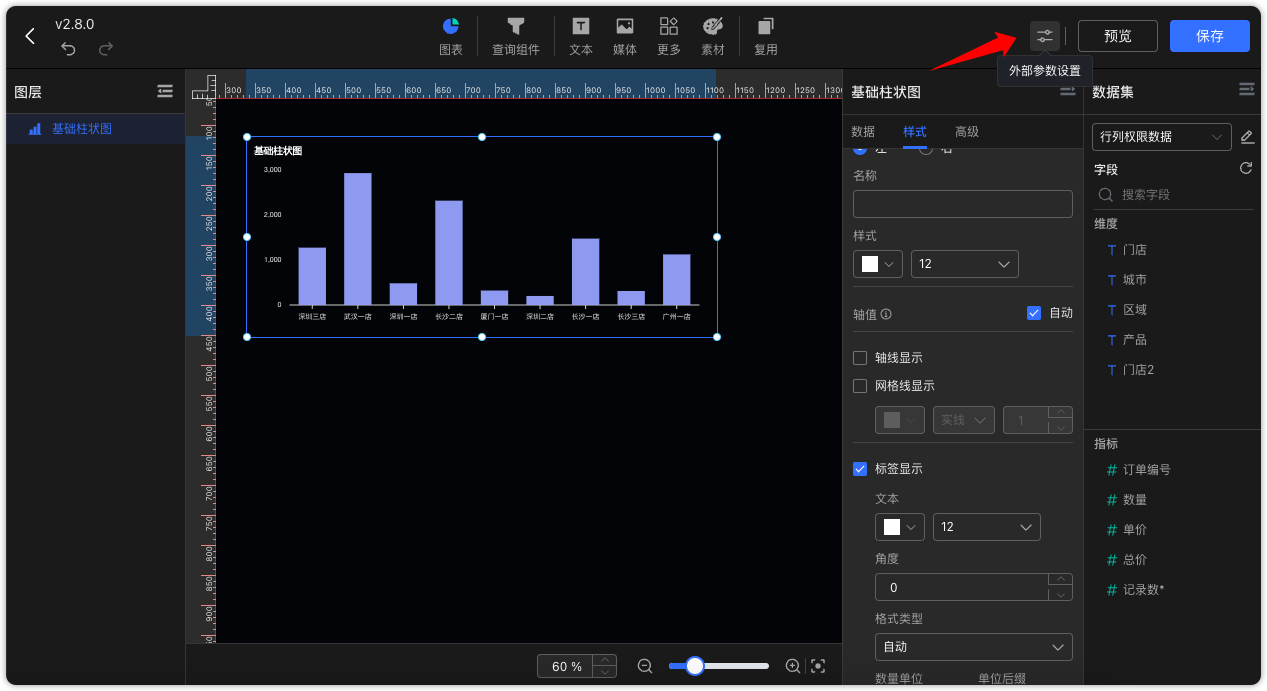 v2.8.0
图表
查询组件
文本
媒体
更多
素材
复用
预览
保存
外部参数设置
图层
基础柱状图
300 350 400 450 500 550 600 650 700 750 800 850 900 950 1000 1050 1100 1150 1200 1250 1300
50 100 150 200 250 300 350 400 450 500 550 600 650 700 750 800 850 900
基础柱状图
3,000
2,000
1,000
0
深圳三店 武汉一店 深圳一店 长沙二店 厦门一店 深圳二店 长沙一店 长沙三店 广州一店
60 %
基础柱状图
数据 样式 高级
左 右
名称
样式
12
轴值 自动
轴线显示
网格线显示
实线 1
标签显示
文本
12
角度
0
格式类型
自动
数量单位 单位后缀
数据集
行列权限数据
字段
搜索字段
维度
T 门店
T 城市
T 区域
T 产品
T 门店2
指标
# 订单编号
# 数量
# 单价
# 总价
# 记录数*